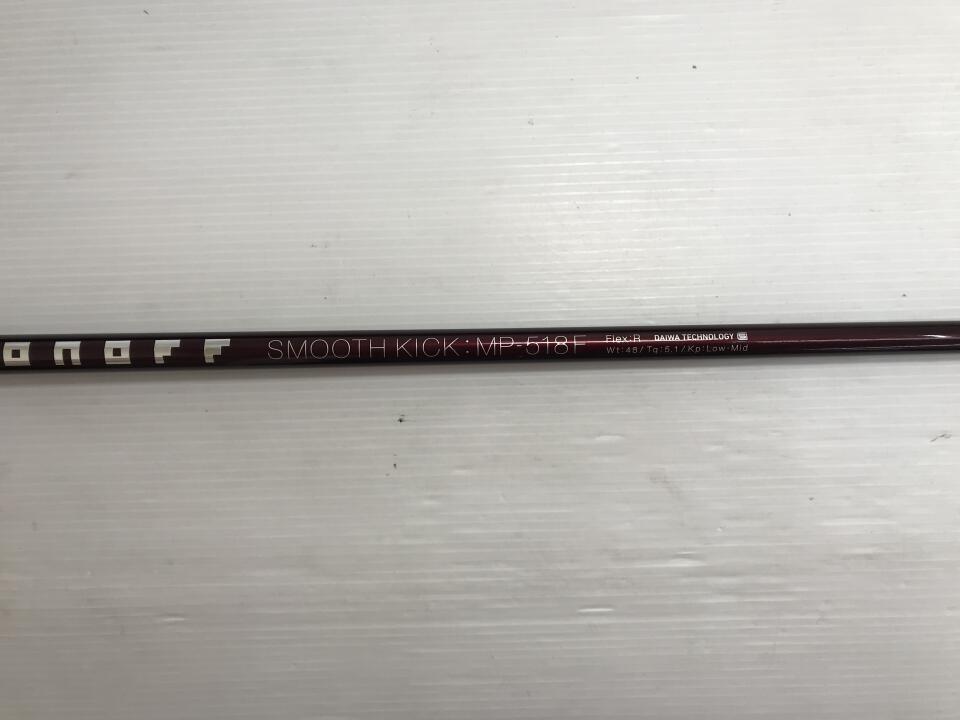 onoff SMOOTH KICK:MP-518F Flex:R DAIWA TECHNOLOGY
Wt:48/Tq:5.1/Kp:Low-Mid